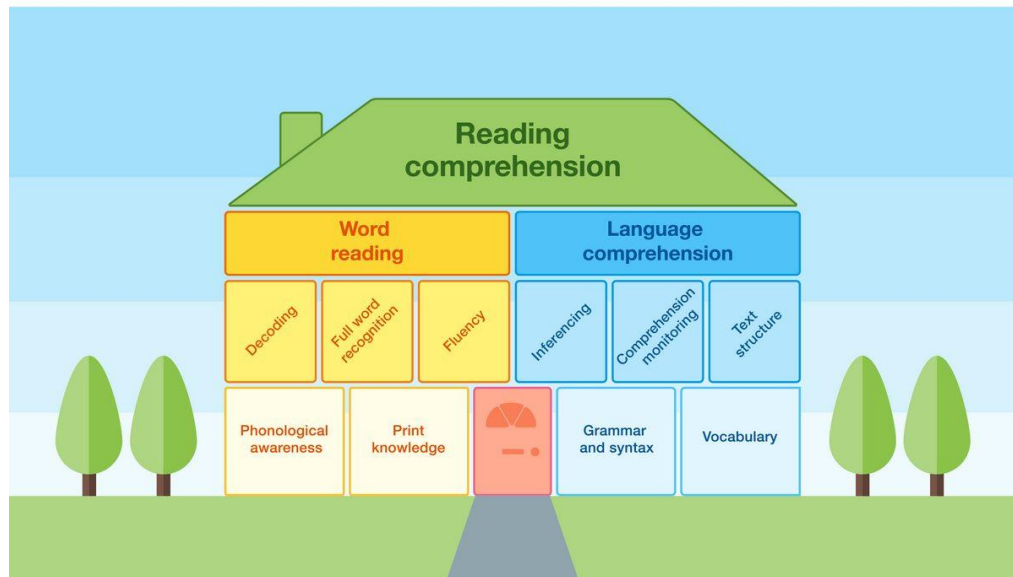 Reading
comprehension
Word
reading
Language
comprehension
Decoding
Full word
recognition
Fluency
Inferencing
Comprehension
monitoring
Text
structure
Phonological
awareness
Print
knowledge
Grammar
and syntax
Vocabulary